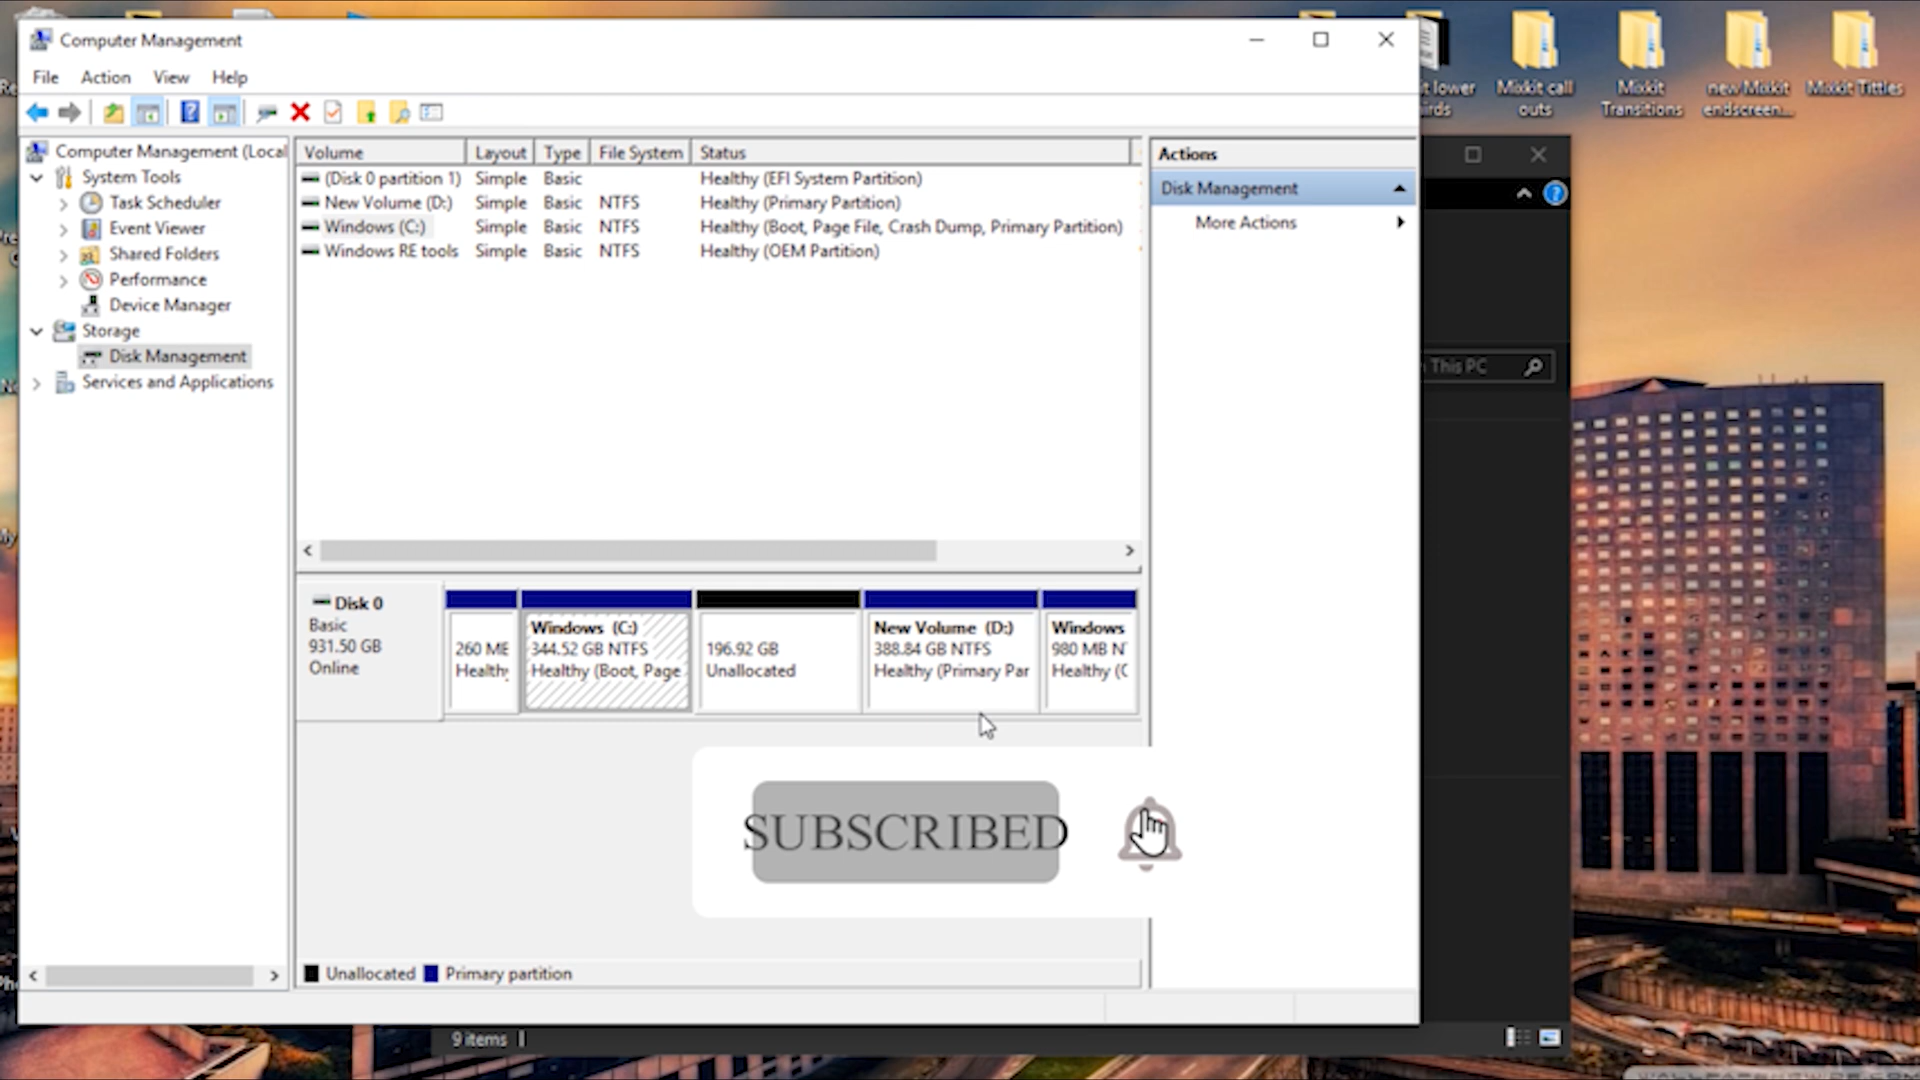 Computer Management
File Action View Help
Computer Management (Local
System Tools
Task Scheduler
Event Viewer
Shared Folders
Performance
Device Manager
Storage
Disk Management
Services and Applications
Volume Layout Type File System Status
(Disk 0 partition 1) Simple Basic Healthy (EFI System Partition)
New Volume (D:) Simple Basic NTFS Healthy (Primary Partition)
Windows (C:) Simple Basic NTFS Healthy (Boot, Page File, Crash Dump, Primary Partition)
Windows RE tools Simple Basic NTFS Healthy (OEM Partition)
Actions
Disk Management
More Actions
Disk 0
Basic
931.50 GB
Online
260 ME
Healthy
Windows (C:)
344.52 GB NTFS
Healthy (Boot, Page
196.92 GB
Unallocated
New Volume (D:)
388.84 GB NTFS
Healthy (Primary Par
Windows
980 MB N
Healthy ((
SUBSCRIBED
Unallocated Primary partition
9 items
This PC
lower
Mixkit call
outs
Mixkit
Transitions
new Mixkit
endscreen...
Mixkit Tittles